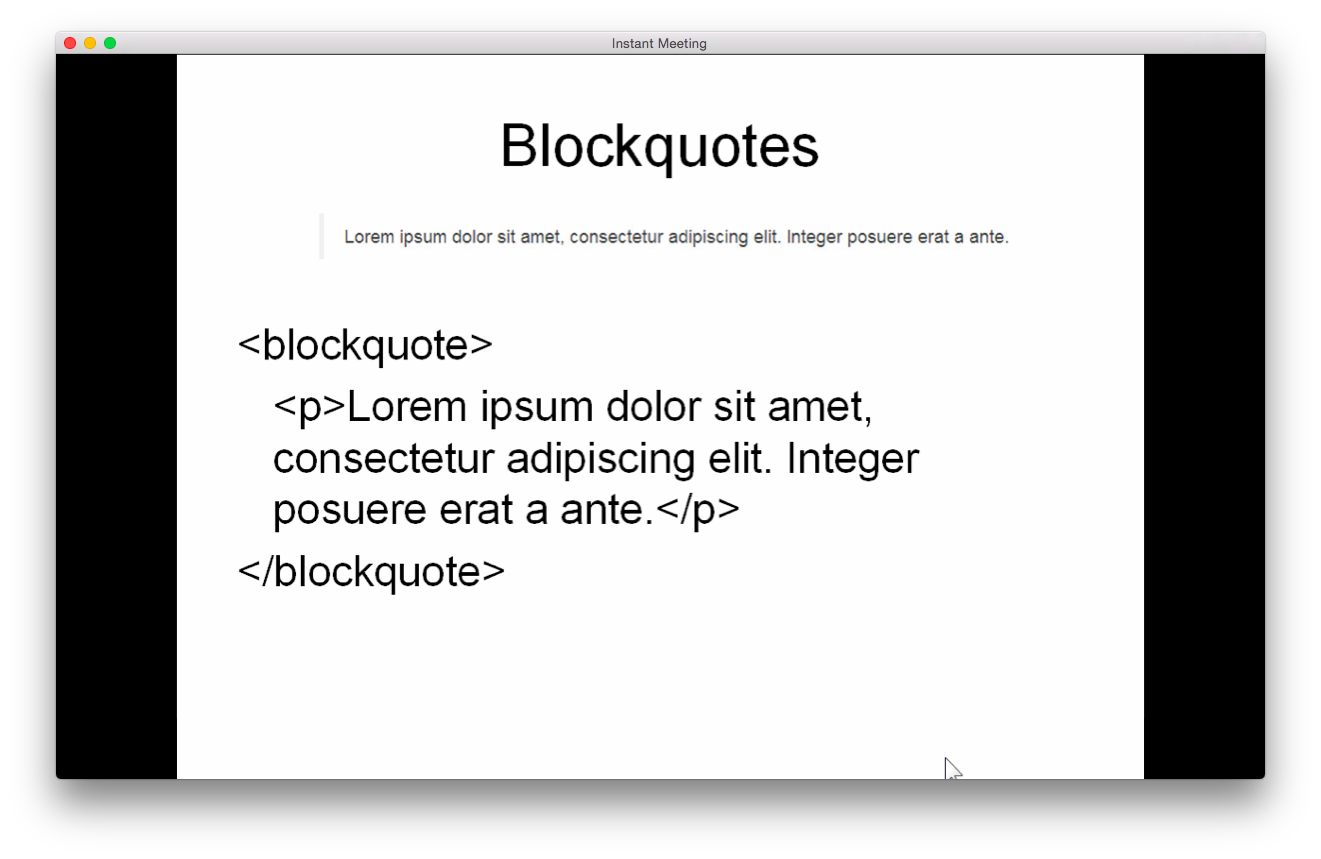 Instant Meeting
Blockquotes
Lorem ipsum dolor sit amet, consectetur adipiscing elit. Integer posuere erat a ante.
<blockquote>
<p>Lorem ipsum dolor sit amet,
consectetur adipiscing elit. Integer
posuere erat a ante.</p>
</blockquote>